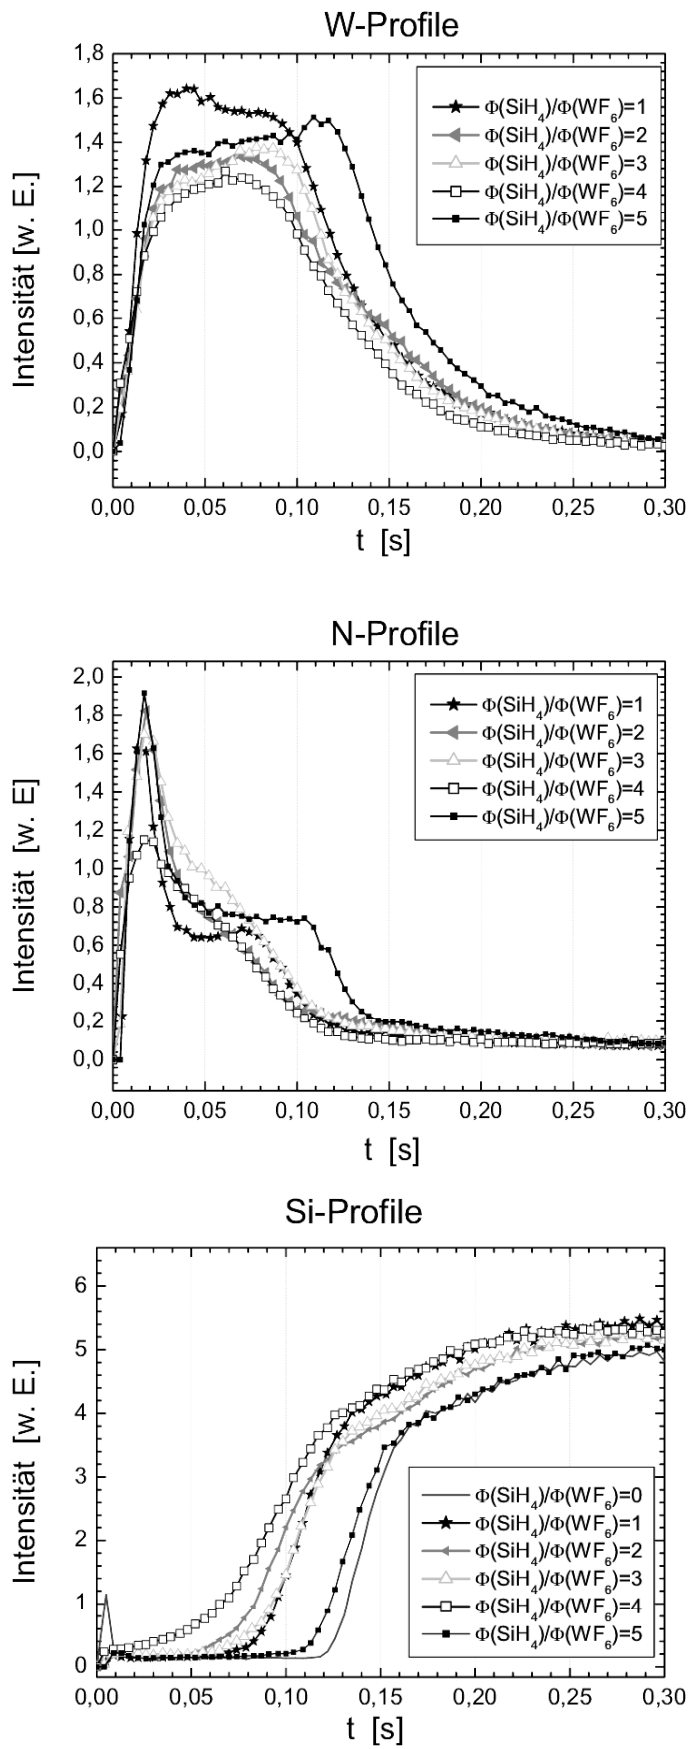 W-Profile
1,8
1,6
1,4
1,2
1,0
0,8
0,6
0,4
0,2
0,0
Intensität [w. E.]
Φ(SiH4)/Φ(WF6)=1
Φ(SiH4)/Φ(WF6)=2
Φ(SiH4)/Φ(WF6)=3
Φ(SiH4)/Φ(WF6)=4
Φ(SiH4)/Φ(WF6)=5
0,00 0,05 0,10 0,15 0,20 0,25 0,30
t [s]
N-Profile
2,0
1,8
1,6
1,4
1,2
1,0
0,8
0,6
0,4
0,2
0,0
Intensität [w. E]
Φ(SiH4)/Φ(WF6)=1
Φ(SiH4)/Φ(WF6)=2
Φ(SiH4)/Φ(WF6)=3
Φ(SiH4)/Φ(WF6)=4
Φ(SiH4)/Φ(WF6)=5
0,00 0,05 0,10 0,15 0,20 0,25 0,30
t [s]
Si-Profile
6
5
4
3
2
1
0
Intensität [w. E.]
Φ(SiH4)/Φ(WF6)=0
Φ(SiH4)/Φ(WF6)=1
Φ(SiH4)/Φ(WF6)=2
Φ(SiH4)/Φ(WF6)=3
Φ(SiH4)/Φ(WF6)=4
Φ(SiH4)/Φ(WF6)=5
0,00 0,05 0,10 0,15 0,20 0,25 0,30
t [s]